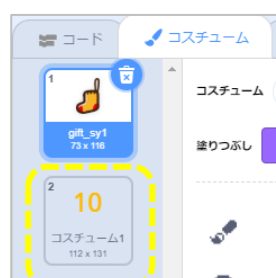 コード
コスチューム
1
gift_sy1
73 x 116
コスチューム
塗りつぶし
2
10
コスチューム1
112 x 131